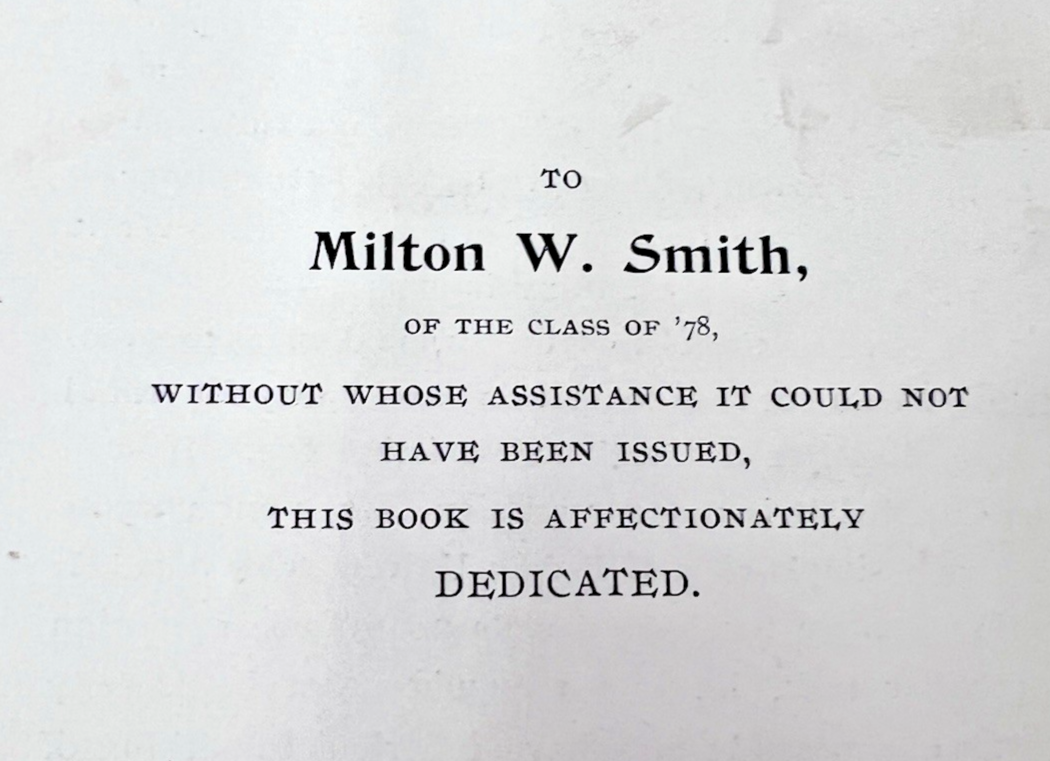 TO
Milton W. Smith,
OF THE CLASS OF '78,
WITHOUT WHOSE ASSISTANCE IT COULD NOT
HAVE BEEN ISSUED,
THIS BOOK IS AFFECTIONATELY
DEDICATED.